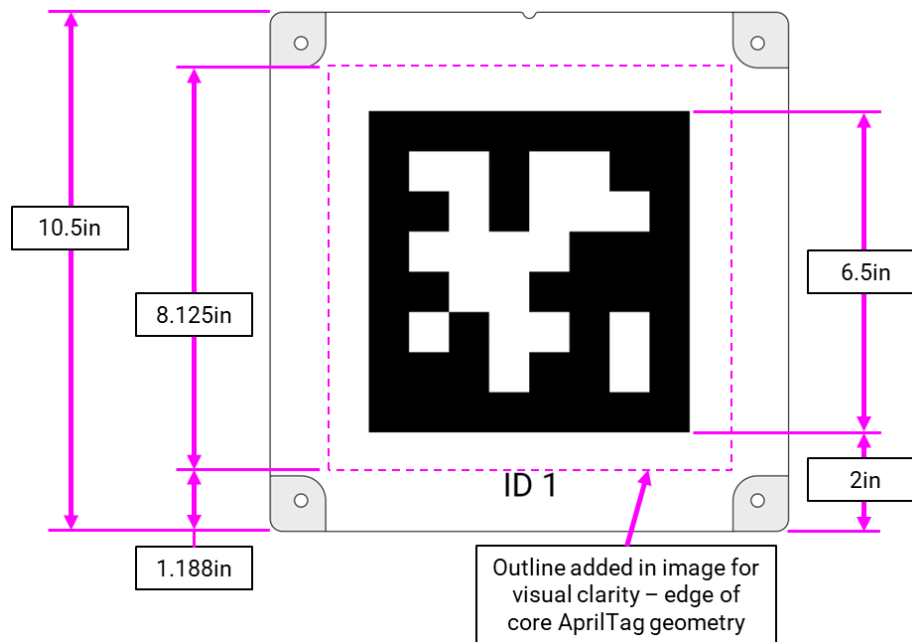 10.5in
8.125in
6.5in
2in
ID 1
1.188in
Outline added in image for
visual clarity – edge of
core AprilTag geometry